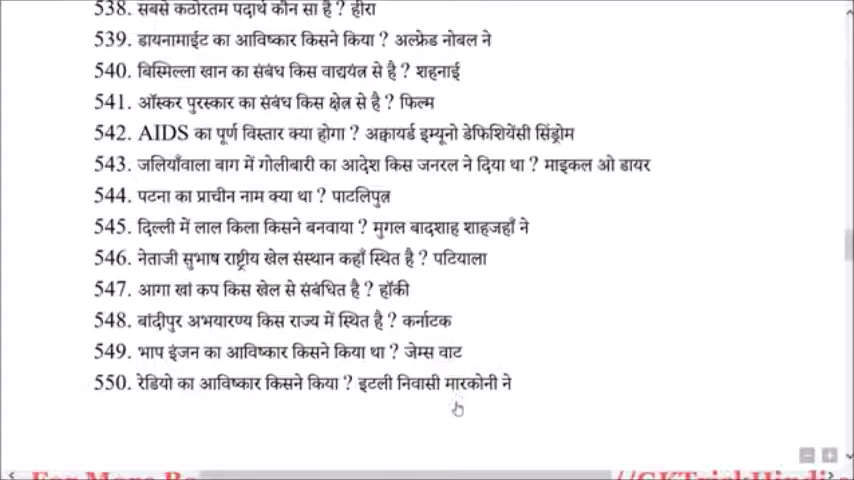 538. सबसे कठोरतम पदार्थ कौन सा है ? हीरा
539. डायनामाईट का आविष्कार किसने किया ? अल्फ्रेड नोबल ने
540. बिस्मिल्ला खान का संबंध किस वाद्ययंत्र से है ? शहनाई
541. ऑस्कर पुरस्कार का संबंध किस क्षेत्र से है ? फिल्म
542. AIDS का पूर्ण विस्तार क्या होगा ? अक्वायर्ड इम्यूनो डेफिशियेंसी सिंड्रोम
543. जलियाँवाला बाग में गोलीबारी का आदेश किस जनरल ने दिया था ? माइकल ओ डायर
544. पटना का प्राचीन नाम क्या था ? पाटलिपुत्र
545. दिल्ली में लाल किला किसने बनवाया ? मुगल बादशाह शाहजहाँ ने
546. नेताजी सुभाष राष्ट्रीय खेल संस्थान कहाँ स्थित है ? पटियाला
547. आगा खां कप किस खेल से संबंधित है ? हॉकी
548. बांदीपुर अभयारण्य किस राज्य में स्थित है ? कर्नाटक
549. भाप इंजन का आविष्कार किसने किया था ? जेम्स वाट
550. रेडियो का आविष्कार किसने किया ? इटली निवासी मारकोनी ने